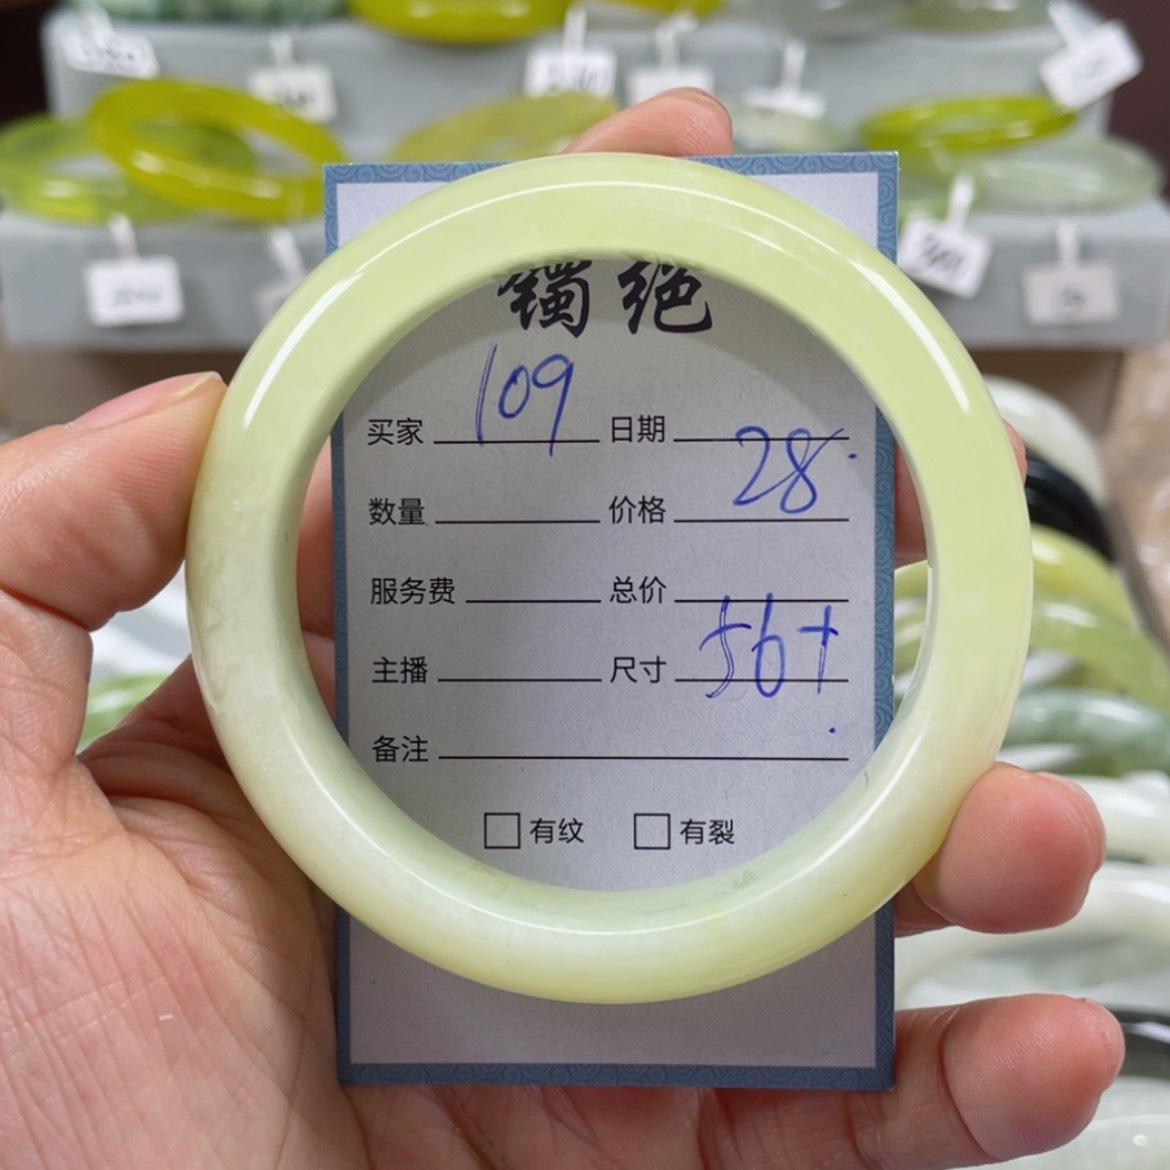 镯绝
买家 109 日期
数量 价格 28
服务费 总价
主播 尺寸 56+
备注
□有纹 □有裂